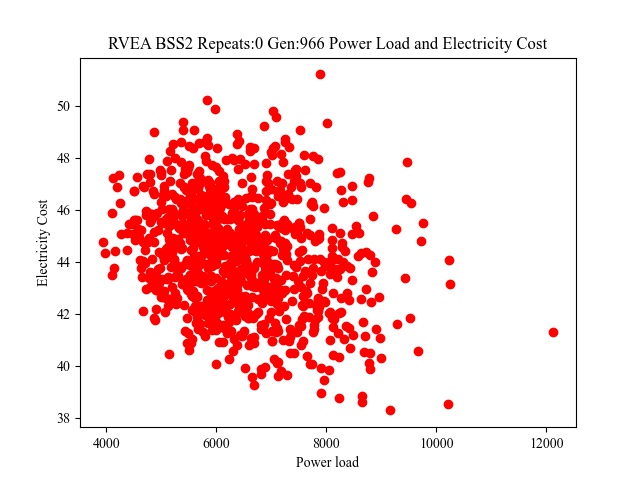 RVEA BSS2 Repeats:0 Gen:966 Power Load and Electricity Cost
Electricity Cost
50
48
46
44
42
40
38
4000 6000 8000 10000 12000
Power load